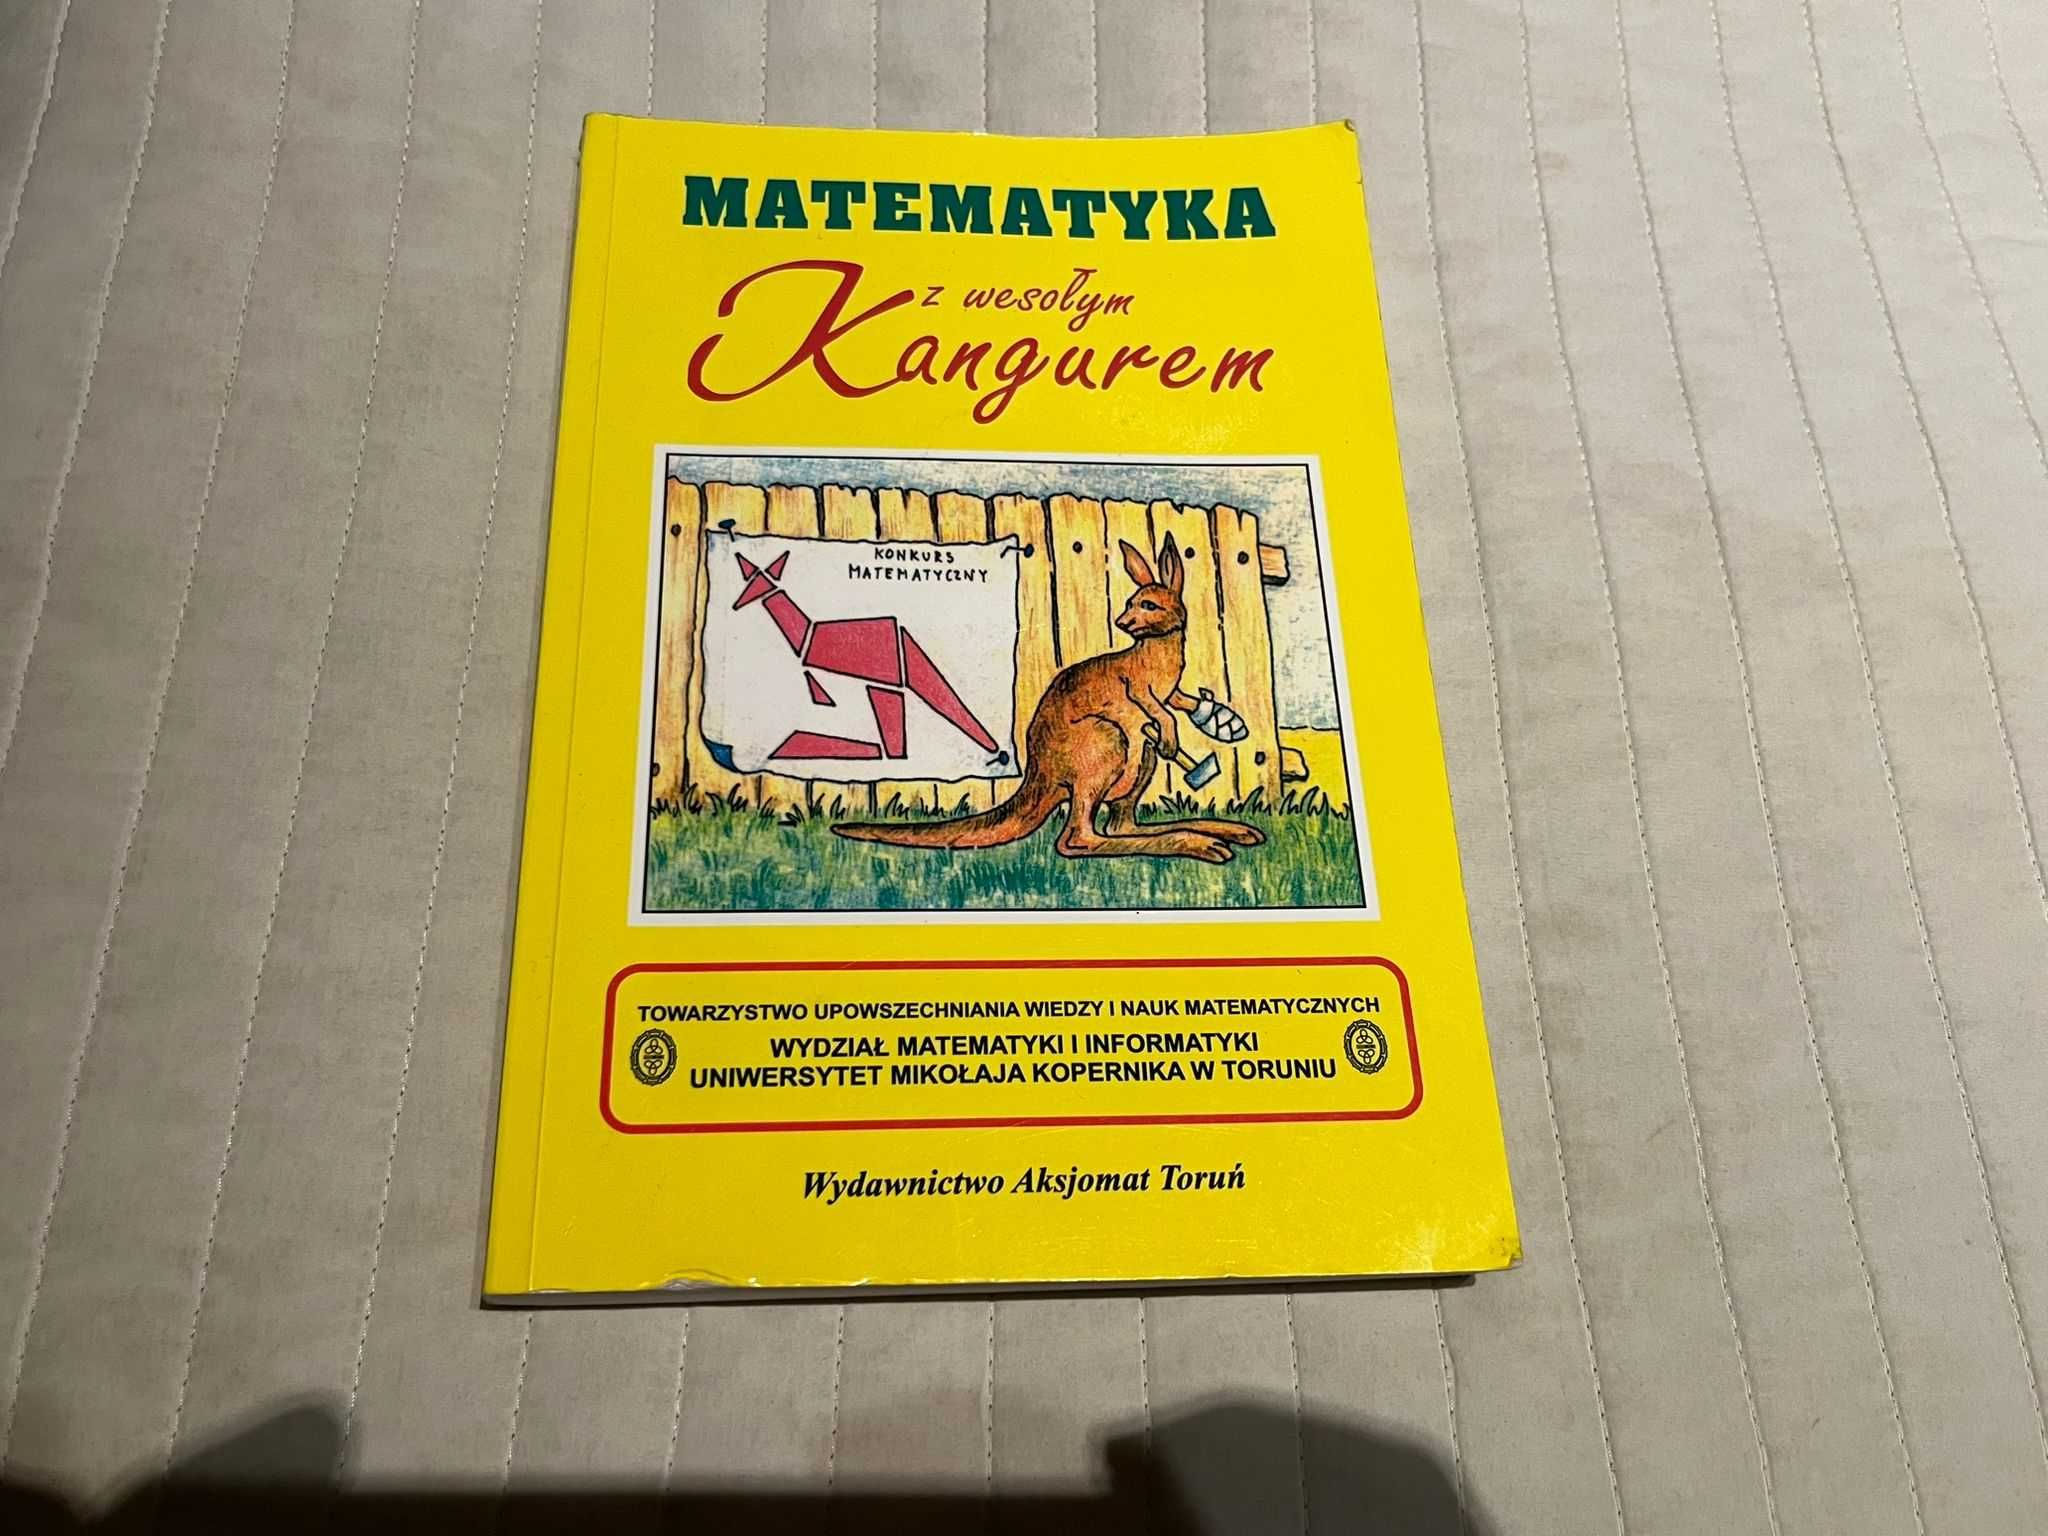 MATEMATYKA
z wesołym
Kangurem
KONKURS
MATEMATYCZNY
TOWARZYSTWO UPOWSZECHNIANIA WIEDZY I NAUK MATEMATYCZNYCH
WYDZIAŁ MATEMATYKI I INFORMATYKI
UNIWERSYTET MIKOŁAJA KOPERNIKA W TORUNIU
Wydawnictwo Aksjomat Toruń